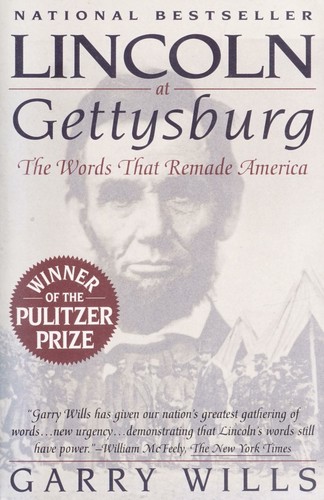 NATIONAL BESTSELLER
LINCOLN
at
Gettysburg
The Words That Remade America
WINNER
OF THE
PULITZER
PRIZE
"Garry Wills has given our nation's greatest gathering of
words...new urgency...demonstrating that Lincoln's words still
have power."–William McFeely, The New York Times
GARRY WILLS